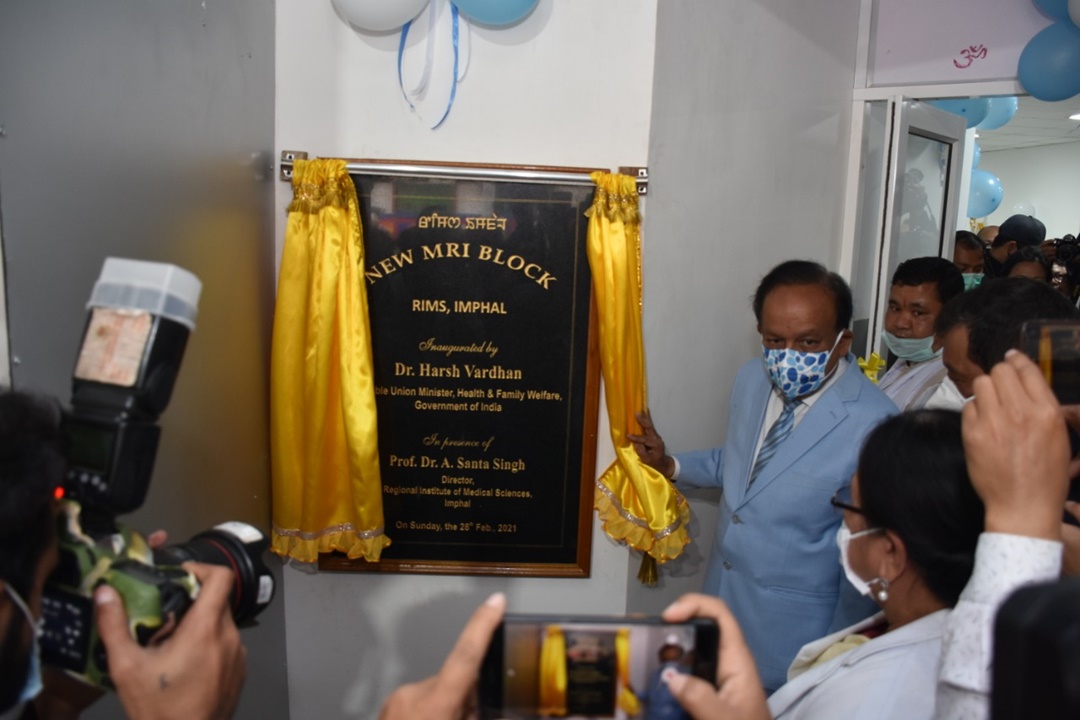 NEW MRI BLOCK
RIMS, IMPHAL
Inaugurated by
Dr. Harsh Vardhan
ble Union Minister, Health & Family Welfare,
Government of India
In presence of
Prof. Dr. A. Santa Singh
Director,
Regional Institute of Medical Sciences,
Imphal
On Sunday, the 28th Feb., 2021
ॐ